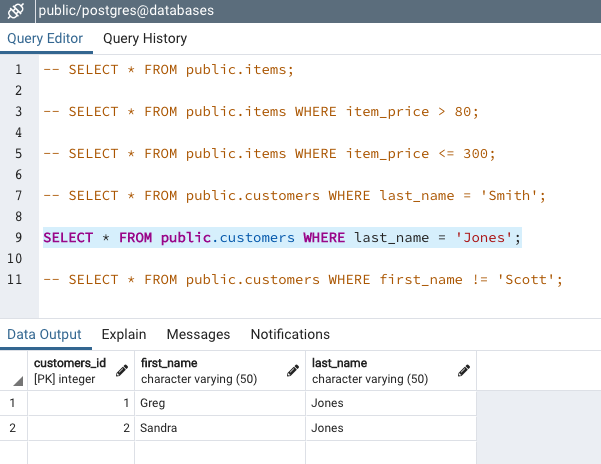 public/postgres@databases
Query Editor Query History
1 -- SELECT * FROM public.items;
2
3 -- SELECT * FROM public.items WHERE item_price > 80;
4
5 -- SELECT * FROM public.items WHERE item_price <= 300;
6
7 -- SELECT * FROM public.customers WHERE last_name = 'Smith';
8
9 SELECT * FROM public.customers WHERE last_name = 'Jones';
10
11 -- SELECT * FROM public.customers WHERE first_name != 'Scott';
Data Output Explain Messages Notifications
customers_id first_name last_name
[PK] integer character varying (50) character varying (50)
1 1 Greg Jones
2 2 Sandra Jones